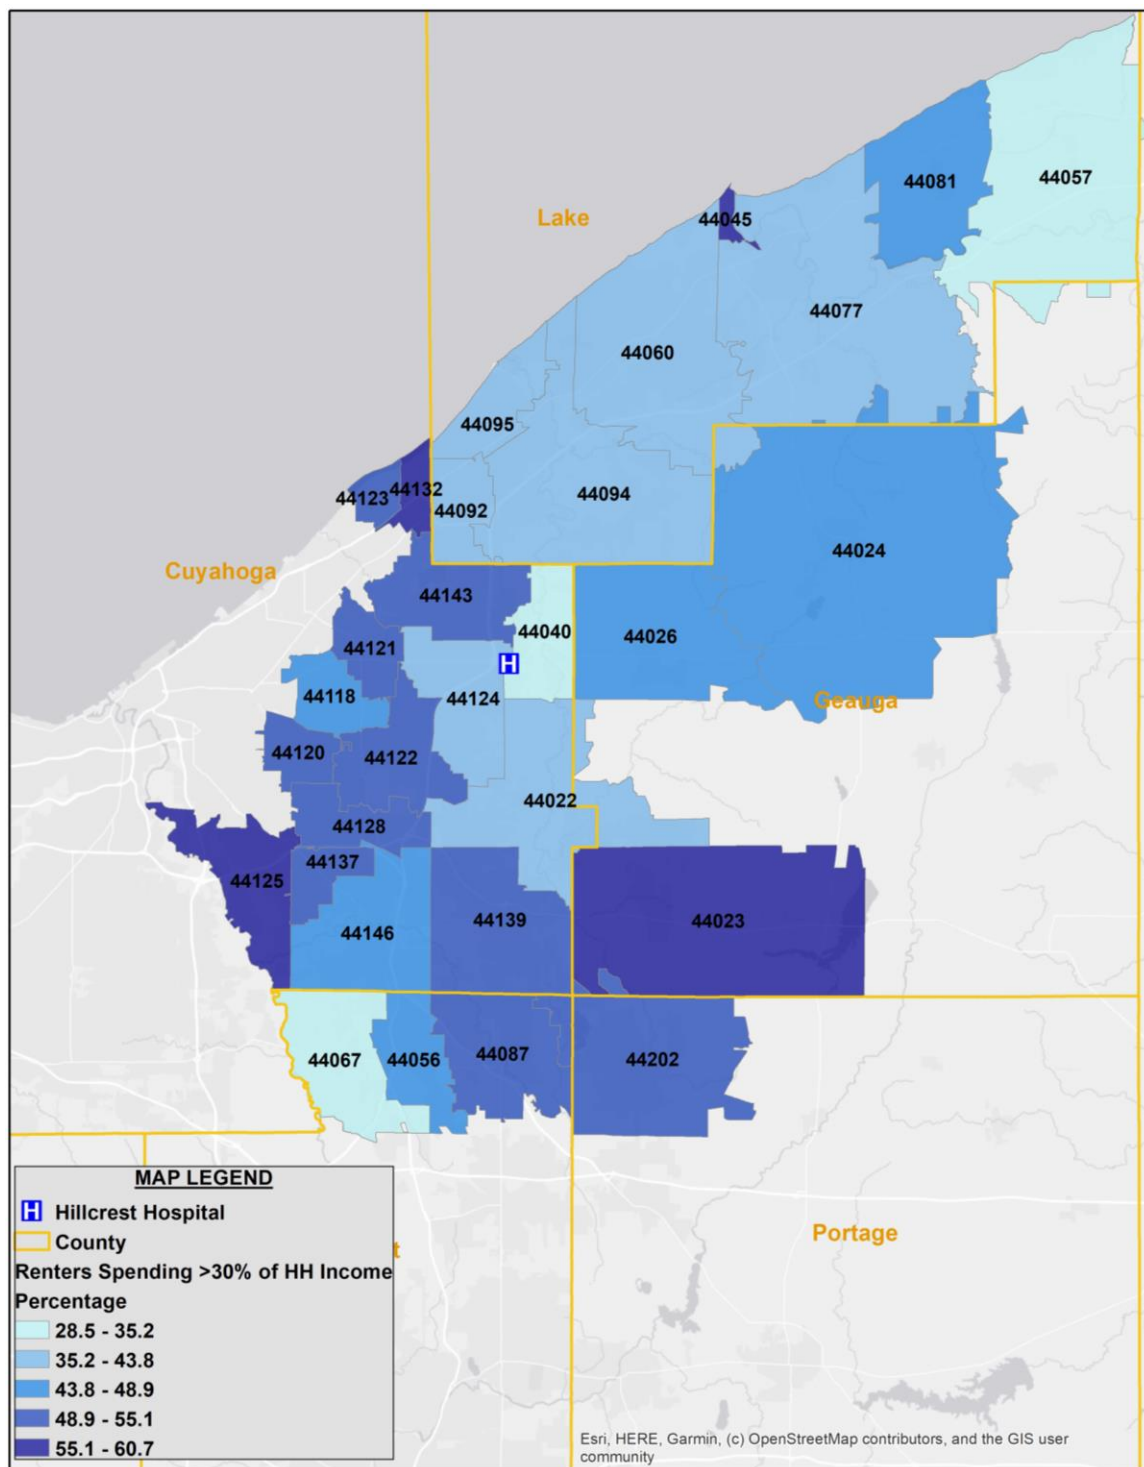 44081
44057
Lake
44045
44077
44060
44095
44123
44132
44092
44094
44024
Cuyahoga
44143
44040
44026
44121
H
44118
44124
Geauga
44120
44122
44022
44128
44137
44125
44139
44023
44146
44067
44056
44087
44202
MAP LEGEND
H Hillcrest Hospital
County
t
Portage
Renters Spending >30% of HH Income
Percentage
28.5 - 35.2
35.2 - 43.8
43.8 - 48.9
48.9 - 55.1
55.1 - 60.7
Esri, HERE, Garmin, (c) OpenStreetMap contributors, and the GIS user
community